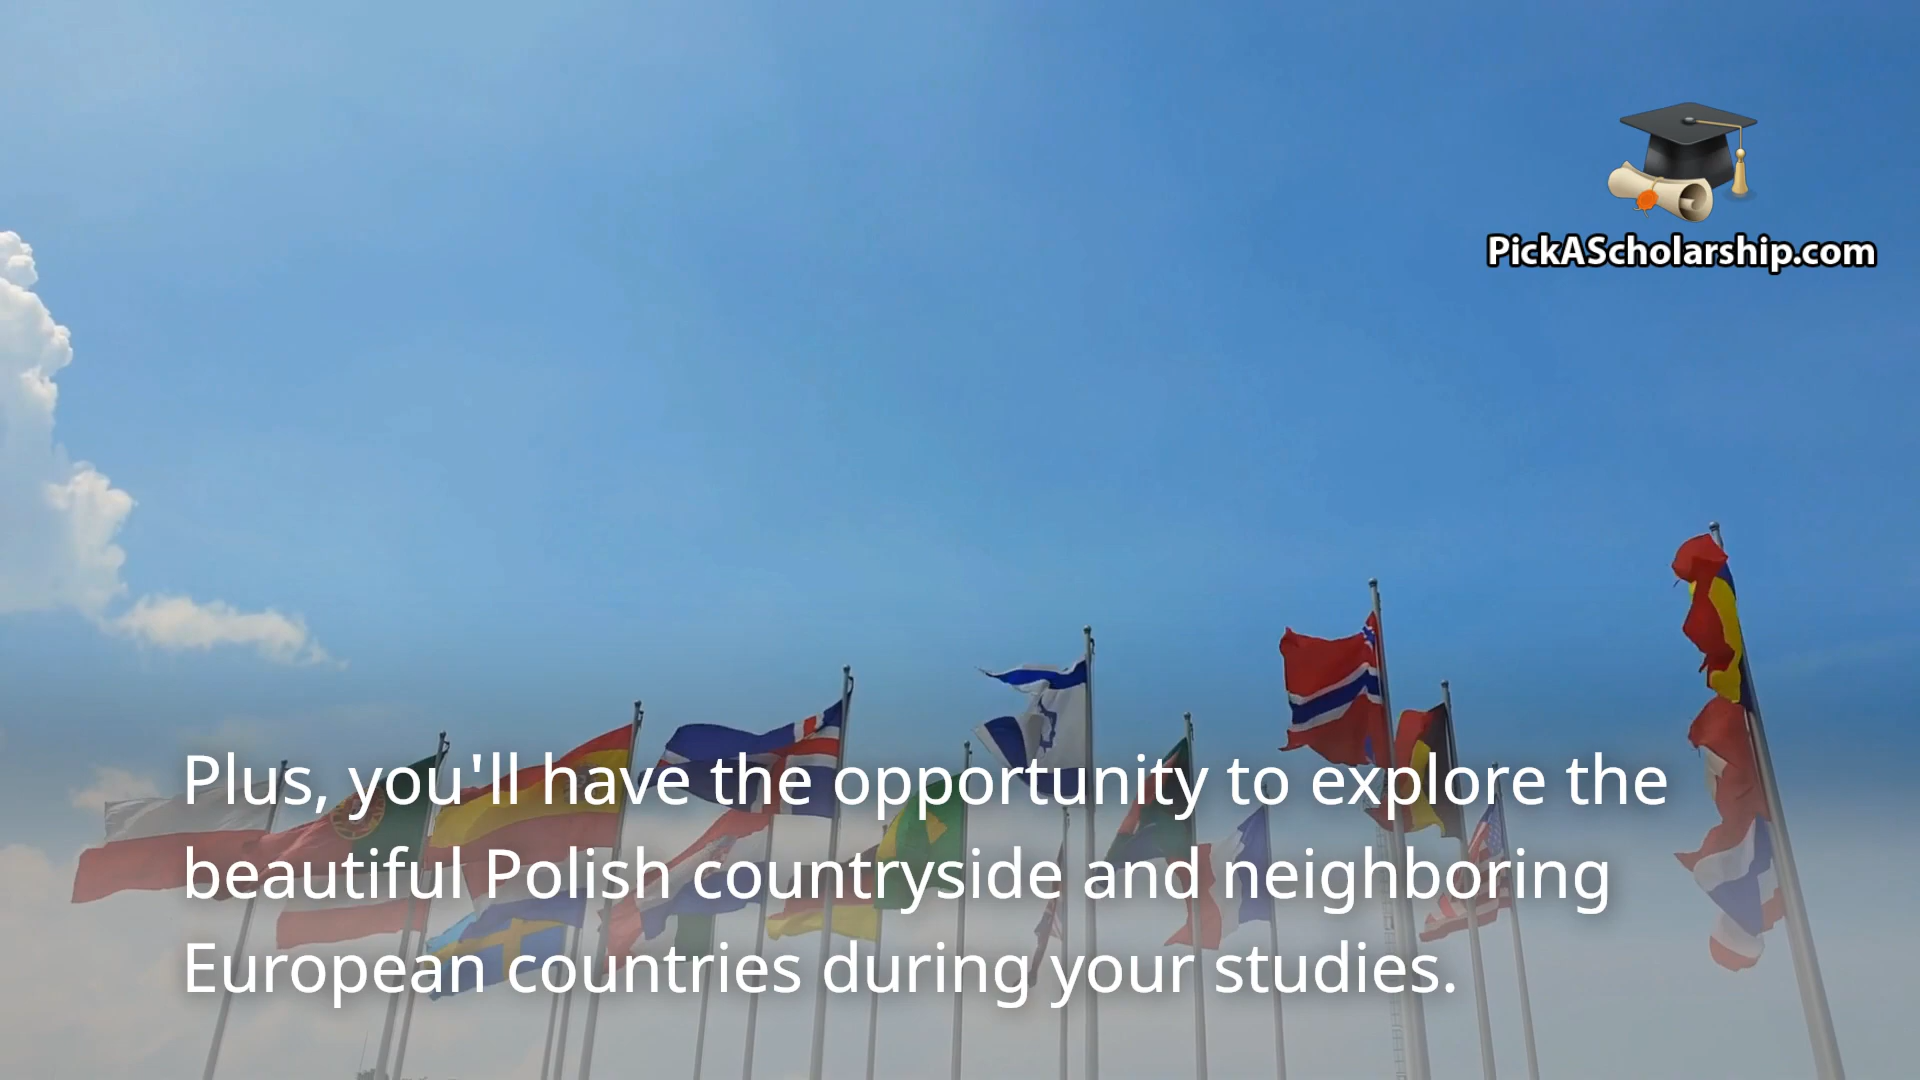 PickAScholarship.com
Plus, you'll have the opportunity to explore the
beautiful Polish countryside and neighboring
European countries during your studies.